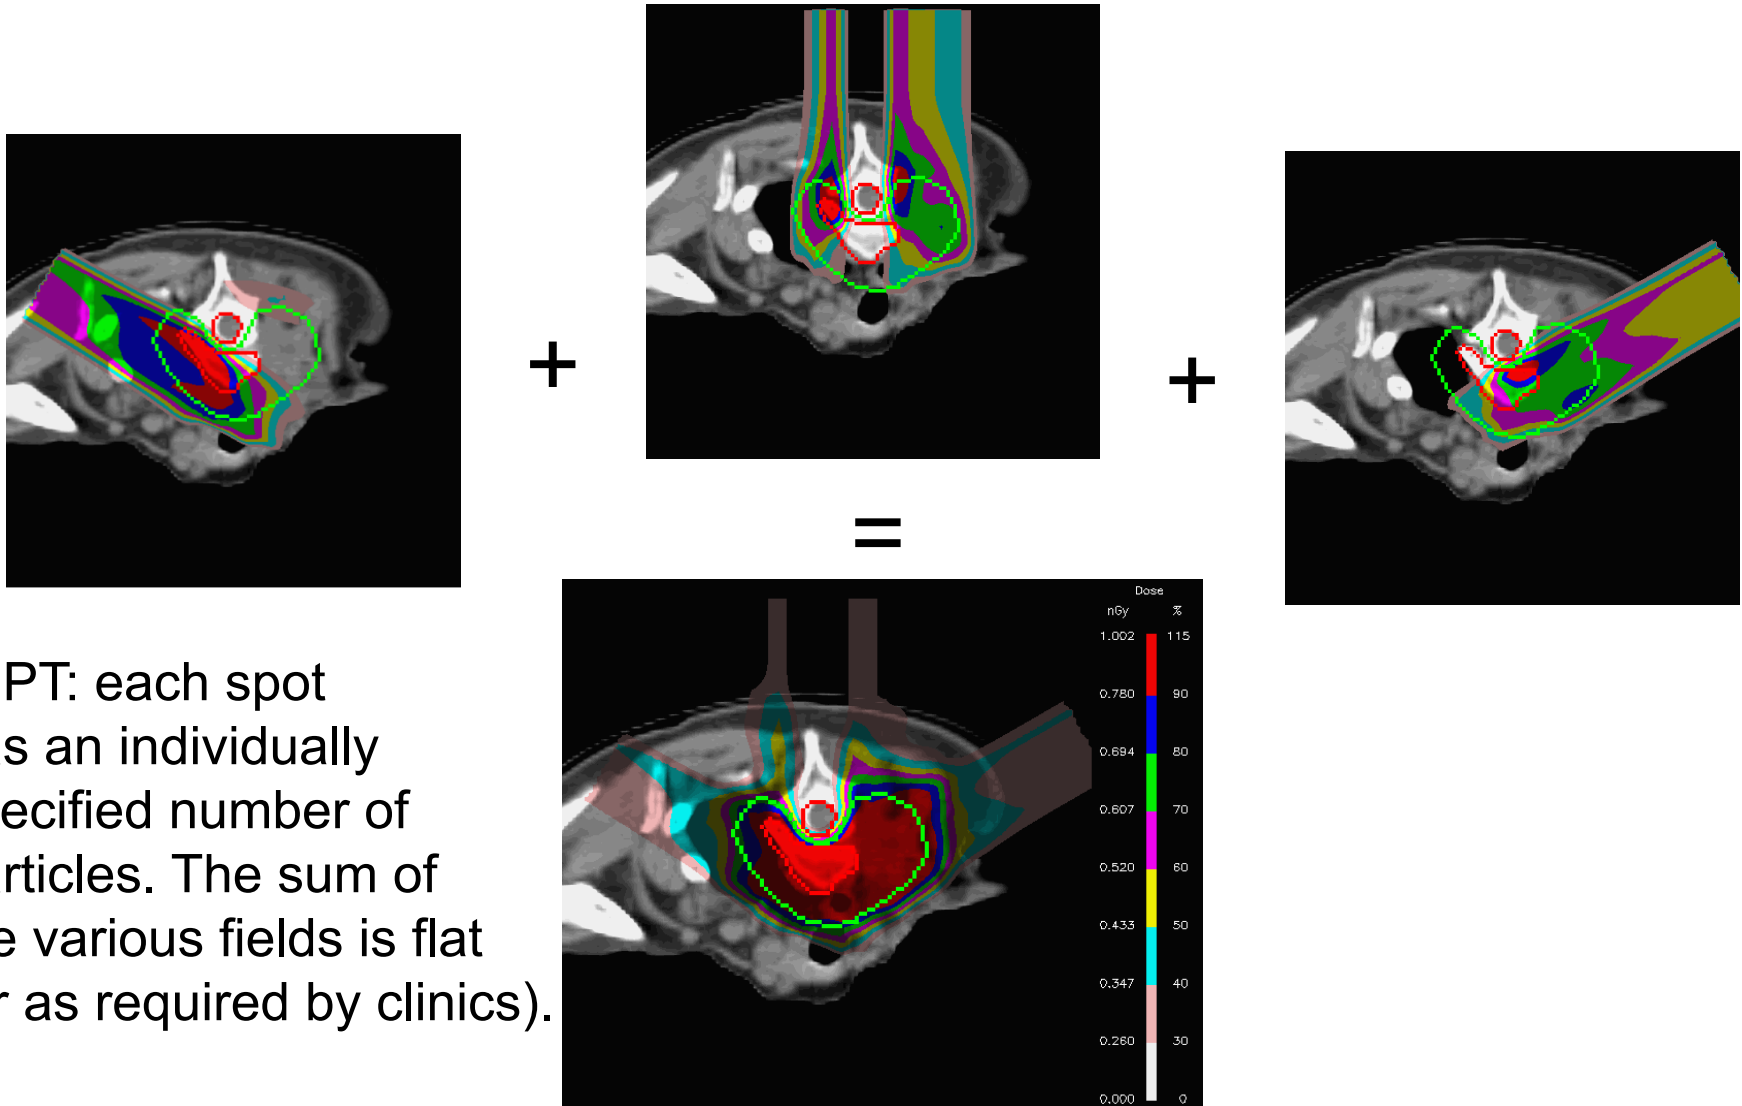 +
+
=
PT: each spot
s an individually
ecified number of
rticles. The sum of
e various fields is flat
r as required by clinics).
Dose
nGy %
1.002 115
0.780 90
0.694 80
0.607 70
0.520 60
0.433 50
0.347 40
0.260 30
0.000 0